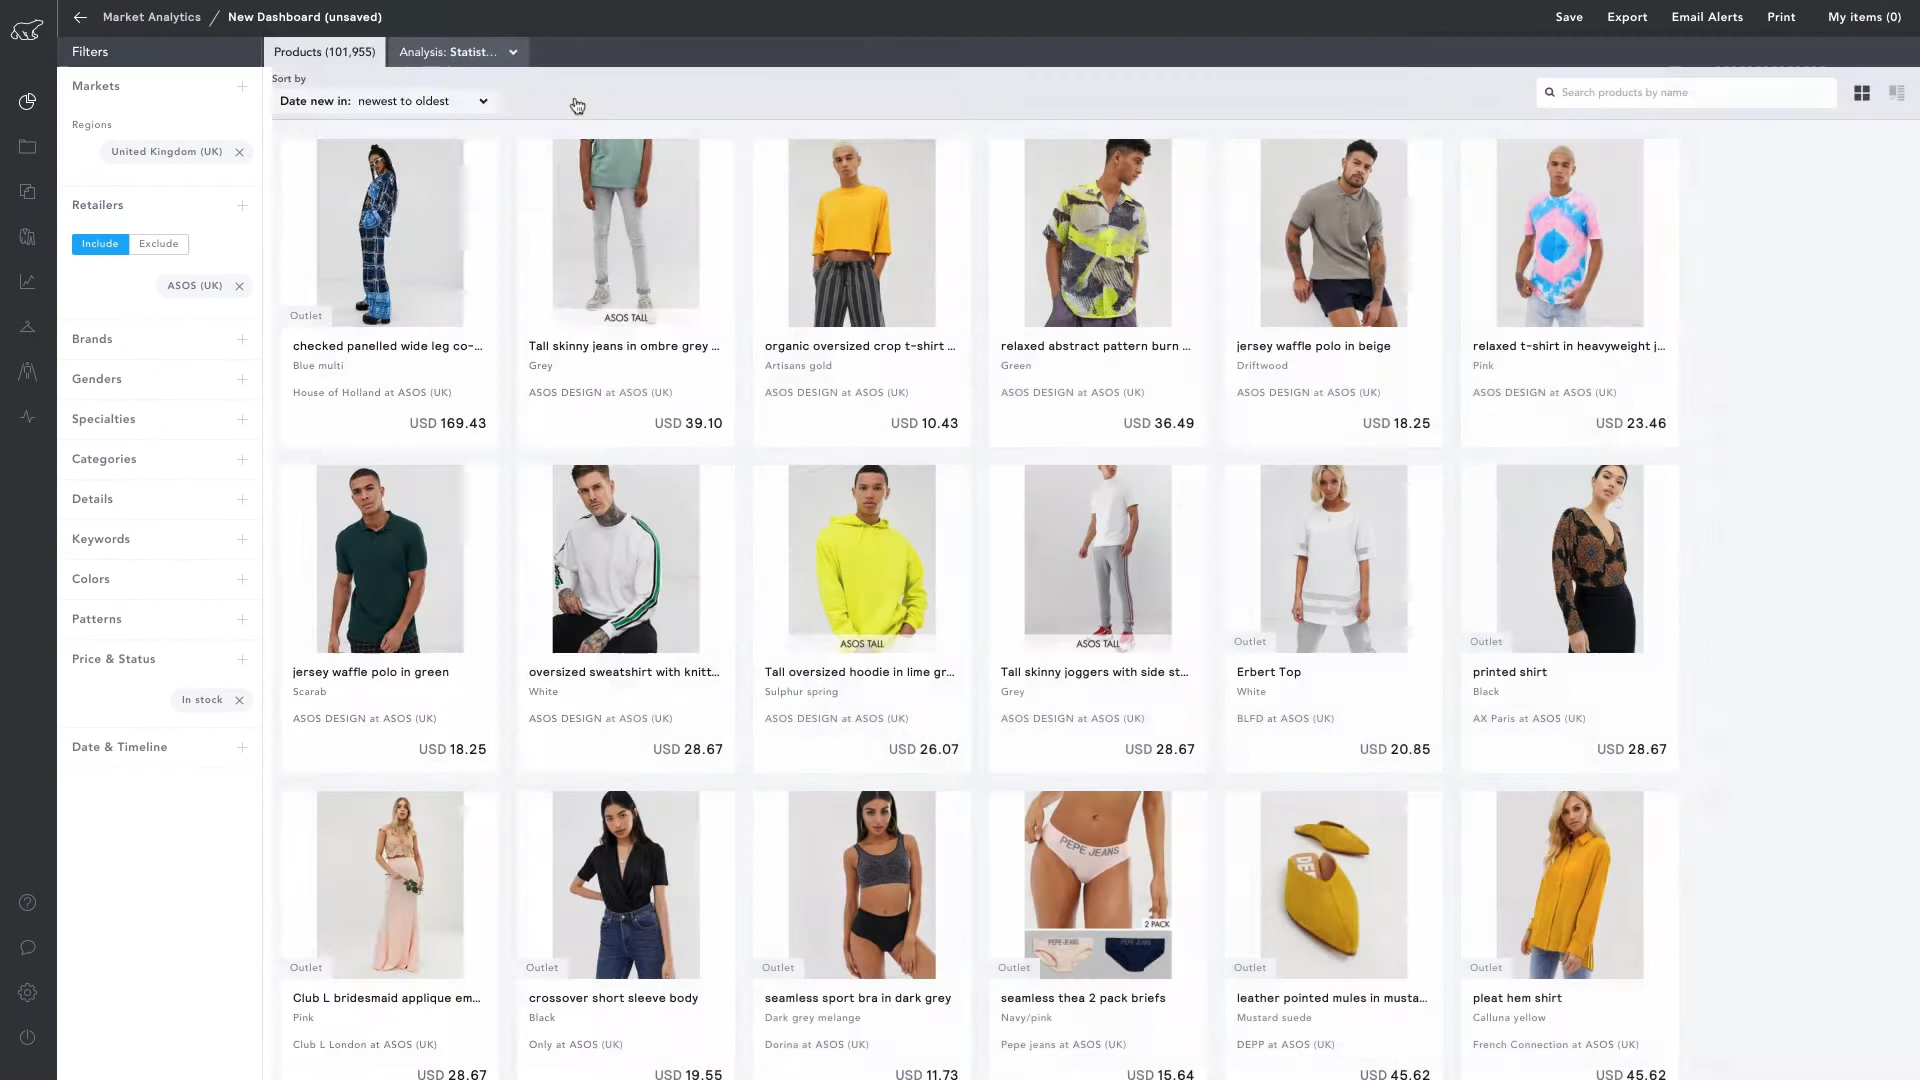 Market Analytics / New Dashboard (unsaved)
Save Export Email Alerts Print My items (0)
Filters
Products (101,955) Analysis: Statist...
Markets
Regions
United Kingdom (UK)
Retailers
Include Exclude
ASOS (UK)
Brands
Genders
Specialties
Categories
Details
Keywords
Colors
Patterns
Price & Status
In stock
Date & Timeline
Sort by
Date new in: newest to oldest
Search products by name
Outlet
ASOS TALL
checked panelled wide leg co-... Tall skinny jeans in ombre grey ... organic oversized crop t-shirt ... relaxed abstract pattern burn ... jersey waffle polo in beige relaxed t-shirt in heavyweight j...
Blue multi Grey Artisans gold Green Driftwood Pink
House of Holland at ASOS (UK) ASOS DESIGN at ASOS (UK) ASOS DESIGN at ASOS (UK) ASOS DESIGN at ASOS (UK) ASOS DESIGN at ASOS (UK) ASOS DESIGN at ASOS (UK)
USD 169.43 USD 39.10 USD 10.43 USD 36.49 USD 18.25 USD 23.46
ASOS TALL ASOS TALL Outlet Outlet
jersey waffle polo in green oversized sweatshirt with knitt... Tall oversized hoodie in lime gr... Tall skinny joggers with side st... Erbert Top printed shirt
Scarab White Sulphur spring Grey White Black
ASOS DESIGN at ASOS (UK) ASOS DESIGN at ASOS (UK) ASOS DESIGN at ASOS (UK) ASOS DESIGN at ASOS (UK) BLFD at ASOS (UK) AX Paris at ASOS (UK)
USD 18.25 USD 28.67 USD 26.07 USD 28.67 USD 20.85 USD 28.67
PEPE JEANS
2 PACK
PEPE JEANS PEPE JEANS
Outlet Outlet Outlet Outlet Outlet Outlet
Club L bridesmaid applique em... crossover short sleeve body seamless sport bra in dark grey seamless thea 2 pack briefs leather pointed mules in musta... pleat hem shirt
Pink Black Dark grey melange Navy/pink Mustard suede Calluna yellow
Club L London at ASOS (UK) Only at ASOS (UK) Dorina at ASOS (UK) Pepe jeans at ASOS (UK) DEPP at ASOS (UK) French Connection at ASOS (UK)
USD 28.67 USD 19.55 USD 11.73 USD 15.64 USD 45.62 USD 45.62